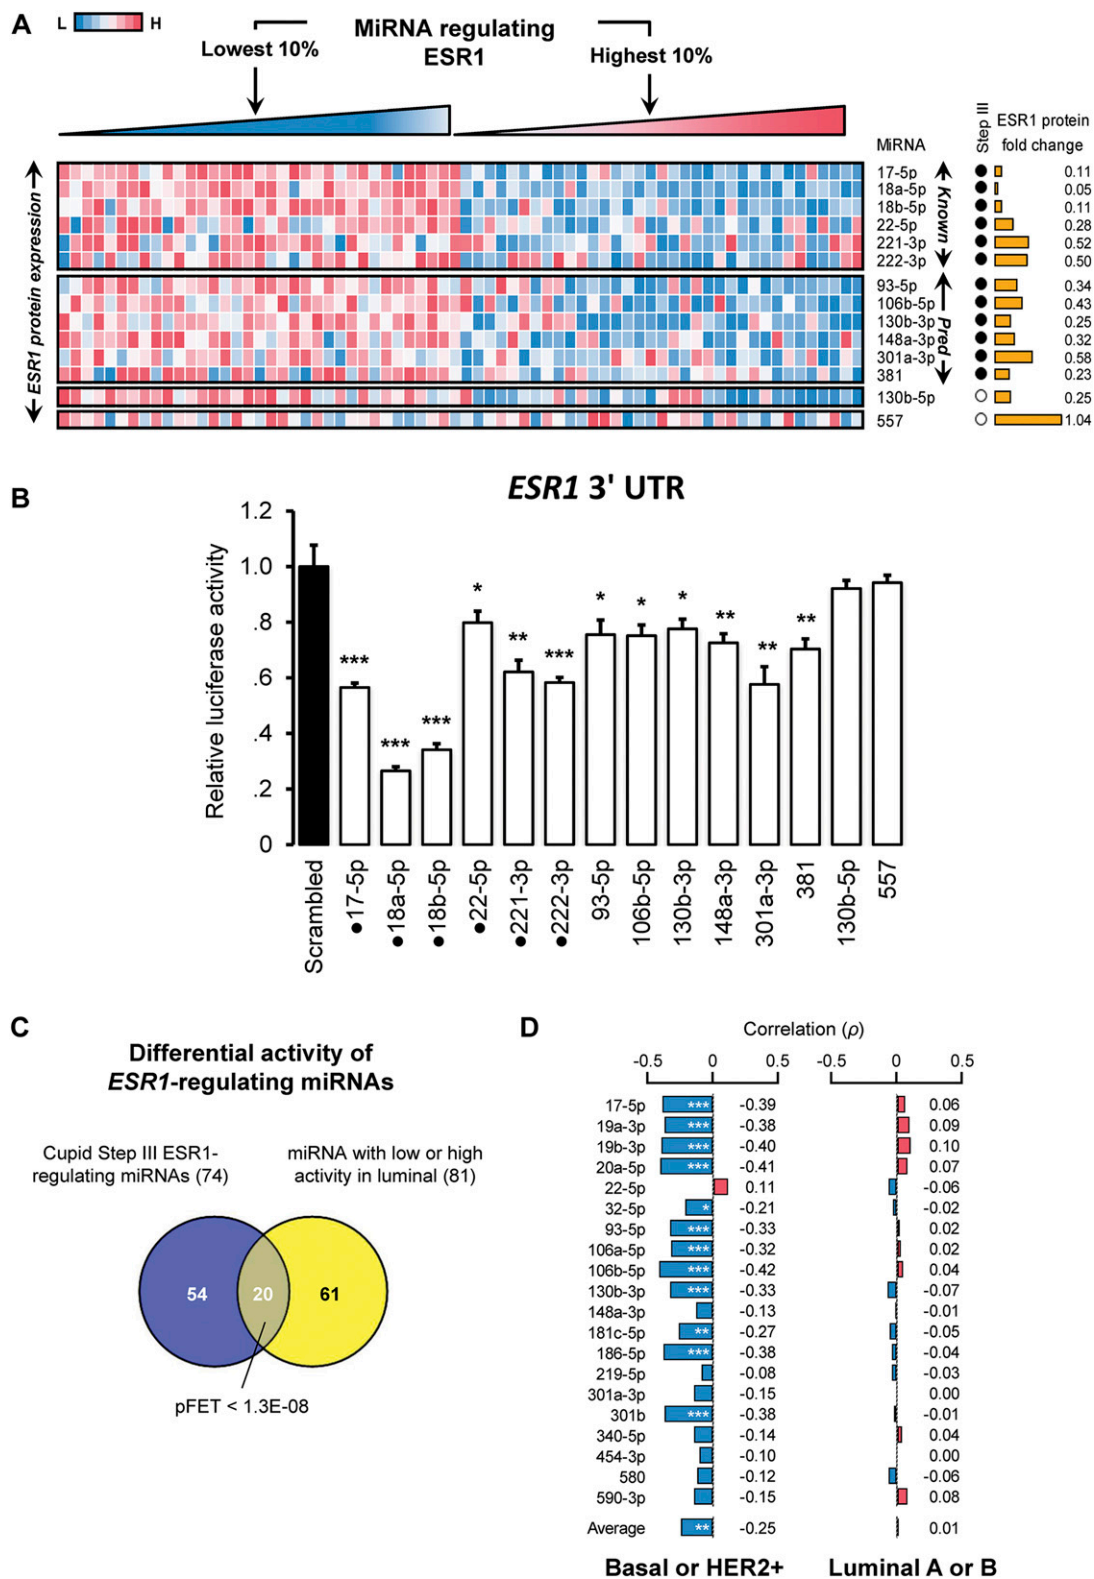 A
L H
MiRNA regulating
ESR1
Lowest 10%
Highest 10%
ESR1 protein expression
MiRNA
Step III
ESR1 protein
fold change
Known
Pred
17-5p 0.11
18a-5p 0.05
18b-5p 0.11
22-5p 0.28
221-3p 0.52
222-3p 0.50
93-5p 0.34
106b-5p 0.43
130b-3p 0.25
148a-3p 0.32
301a-3p 0.58
381 0.23
130b-5p 0.25
557 1.04
B
ESR1 3' UTR
Relative luciferase activity
1.2
1.0
.8
.6
.4
.2
0
*** *** *** * ** *** * * * ** ** **
Scrambled
●17-5p
●18a-5p
●18b-5p
●22-5p
●221-3p
●222-3p
93-5p
106b-5p
130b-3p
148a-3p
301a-3p
381
130b-5p
557
C
Differential activity of
ESR1-regulating miRNAs
Cupid Step III ESR1-
regulating miRNAs (74)
miRNA with low or high
activity in luminal (81)
54 20 61
pFET < 1.3E-08
D
Correlation (ρ)
-0.5 0 0.5 -0.5 0 0.5
17-5p *** -0.39 0.06
19a-3p *** -0.38 0.09
19b-3p *** -0.40 0.10
20a-5p *** -0.41 0.07
22-5p 0.11 -0.06
32-5p * -0.21 -0.02
93-5p *** -0.33 0.02
106a-5p *** -0.32 0.02
106b-5p *** -0.42 0.04
130b-3p *** -0.33 -0.07
148a-3p -0.13 -0.01
181c-5p ** -0.27 -0.05
186-5p *** -0.38 -0.04
219-5p -0.08 -0.03
301a-3p -0.15 0.00
301b *** -0.38 -0.01
340-5p -0.14 0.04
454-3p -0.10 0.00
580 -0.12 -0.06
590-3p -0.15 0.08
Average ** -0.25 0.01
Basal or HER2+ Luminal A or B